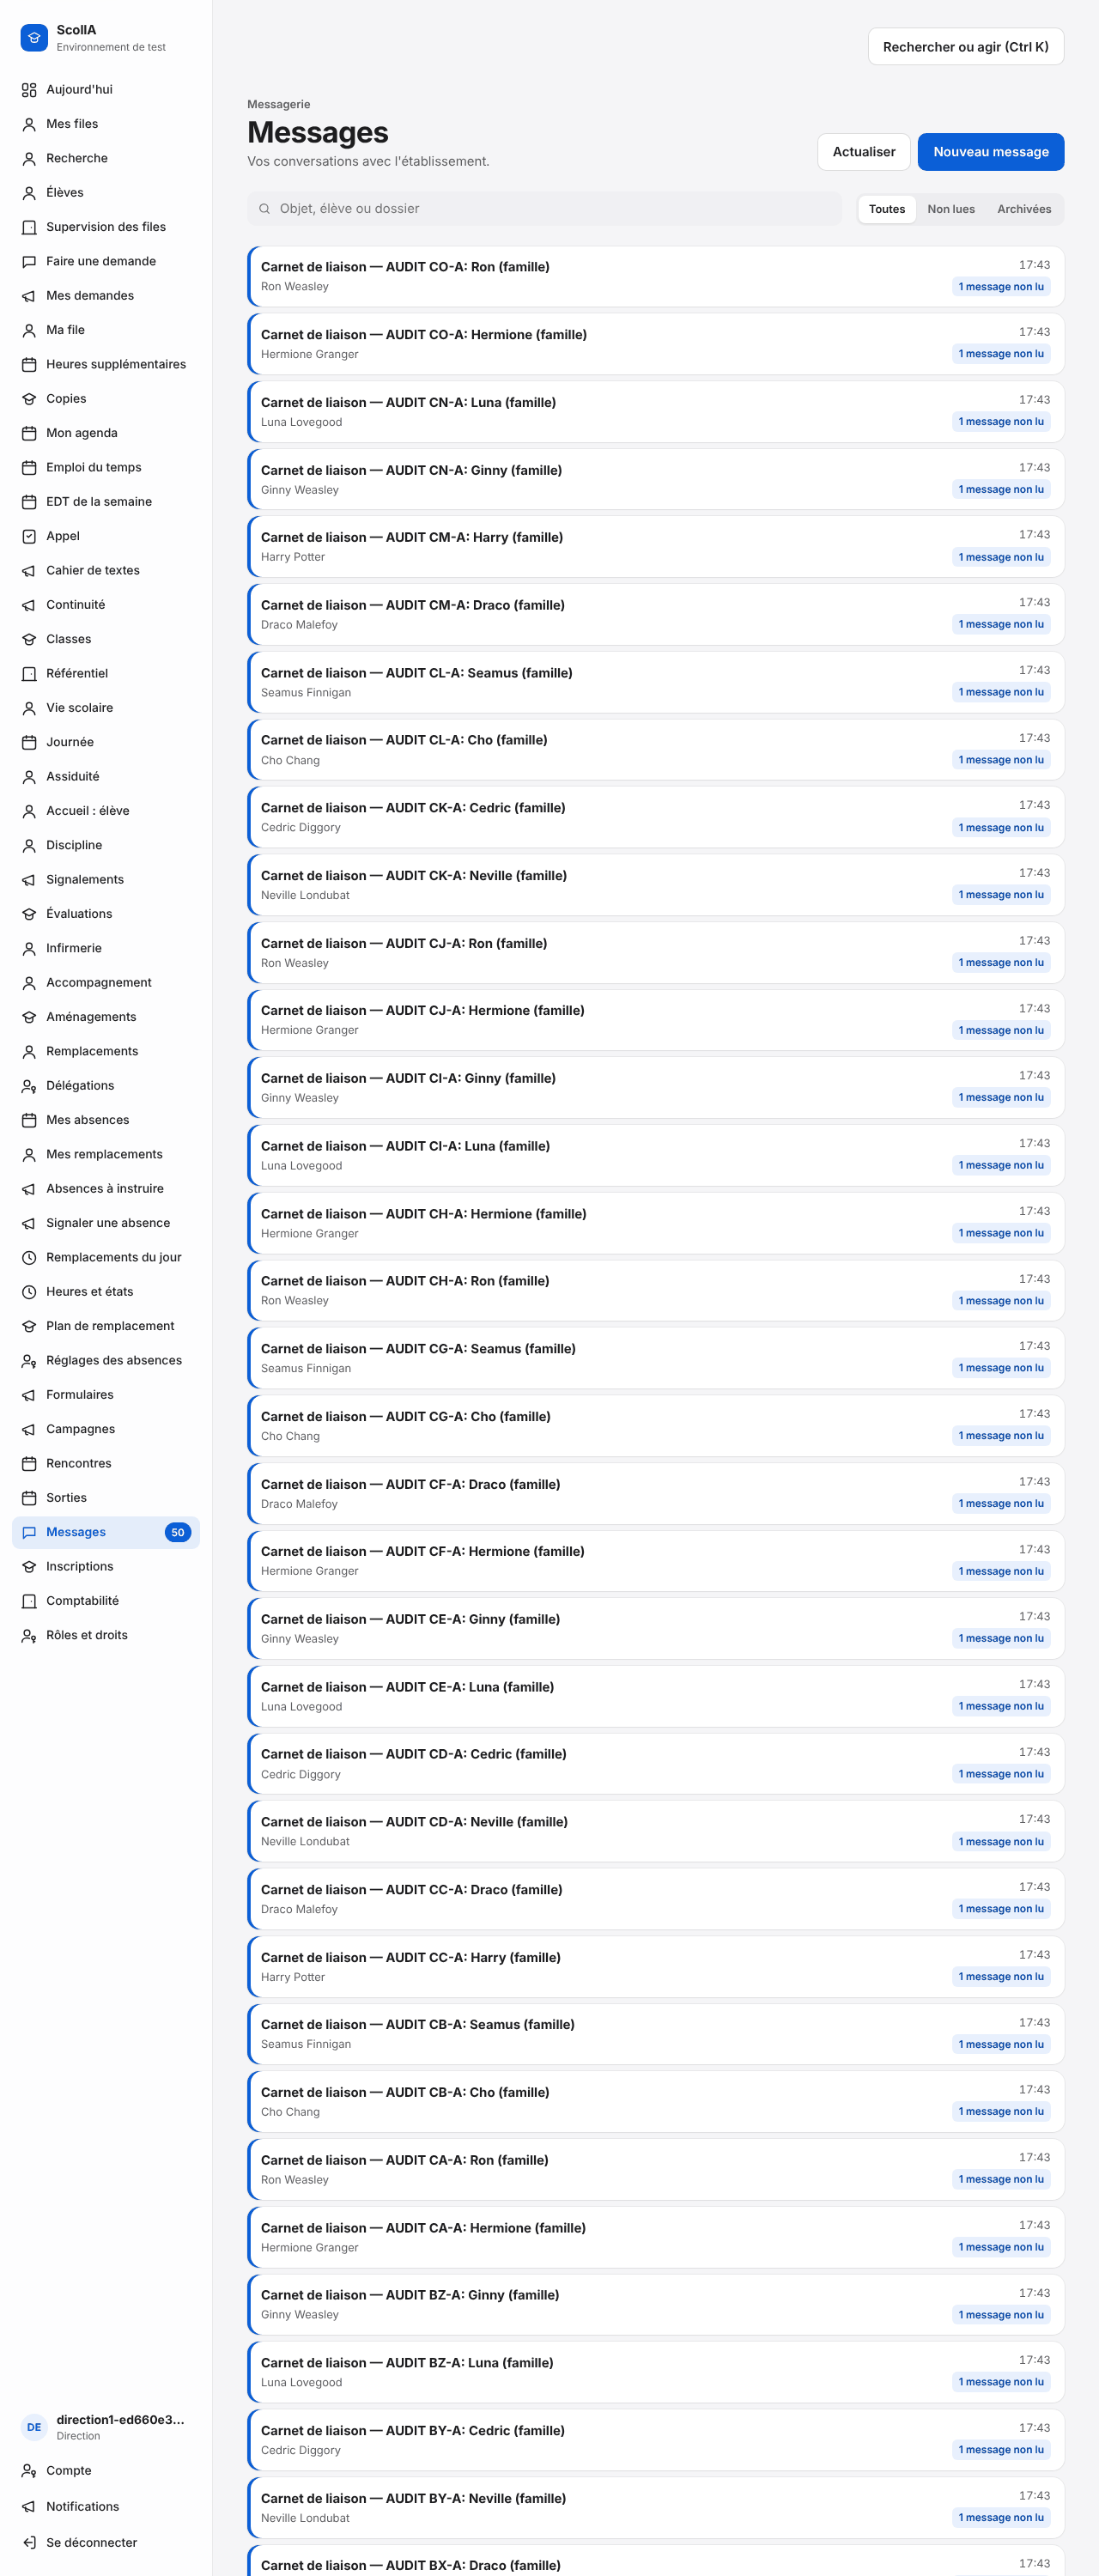 ScolIA
Environnement de test
Aujourd'hui
Mes files
Recherche
Élèves
Supervision des files
Faire une demande
Mes demandes
Ma file
Heures supplémentaires
Copies
Mon agenda
Emploi du temps
EDT de la semaine
Appel
Cahier de textes
Continuité
Classes
Référentiel
Vie scolaire
Journée
Assiduité
Accueil : élève
Discipline
Signalements
Évaluations
Infirmerie
Accompagnement
Aménagements
Remplacements
Délégations
Mes absences
Mes remplacements
Absences à instruire
Signaler une absence
Remplacements du jour
Heures et états
Plan de remplacement
Réglages des absences
Formulaires
Campagnes
Rencontres
Sorties
Messages 50
Inscriptions
Comptabilité
Rôles et droits
DE
direction1-ed660e3...
Direction
Compte
Notifications
Se déconnecter
Rechercher ou agir (Ctrl K)
Messagerie
Messages
Vos conversations avec l'établissement.
Actualiser
Nouveau message
Objet, élève ou dossier
Toutes Non lues Archivées
Carnet de liaison — AUDIT CO-A: Ron (famille) 17:43
Ron Weasley 1 message non lu
Carnet de liaison — AUDIT CO-A: Hermione (famille) 17:43
Hermione Granger 1 message non lu
Carnet de liaison — AUDIT CN-A: Luna (famille) 17:43
Luna Lovegood 1 message non lu
Carnet de liaison — AUDIT CN-A: Ginny (famille) 17:43
Ginny Weasley 1 message non lu
Carnet de liaison — AUDIT CM-A: Harry (famille) 17:43
Harry Potter 1 message non lu
Carnet de liaison — AUDIT CM-A: Draco (famille) 17:43
Draco Malefoy 1 message non lu
Carnet de liaison — AUDIT CL-A: Seamus (famille) 17:43
Seamus Finnigan 1 message non lu
Carnet de liaison — AUDIT CL-A: Cho (famille) 17:43
Cho Chang 1 message non lu
Carnet de liaison — AUDIT CK-A: Cedric (famille) 17:43
Cedric Diggory 1 message non lu
Carnet de liaison — AUDIT CK-A: Neville (famille) 17:43
Neville Londubat 1 message non lu
Carnet de liaison — AUDIT CJ-A: Ron (famille) 17:43
Ron Weasley 1 message non lu
Carnet de liaison — AUDIT CJ-A: Hermione (famille) 17:43
Hermione Granger 1 message non lu
Carnet de liaison — AUDIT CI-A: Ginny (famille) 17:43
Ginny Weasley 1 message non lu
Carnet de liaison — AUDIT CI-A: Luna (famille) 17:43
Luna Lovegood 1 message non lu
Carnet de liaison — AUDIT CH-A: Hermione (famille) 17:43
Hermione Granger 1 message non lu
Carnet de liaison — AUDIT CH-A: Ron (famille) 17:43
Ron Weasley 1 message non lu
Carnet de liaison — AUDIT CG-A: Seamus (famille) 17:43
Seamus Finnigan 1 message non lu
Carnet de liaison — AUDIT CG-A: Cho (famille) 17:43
Cho Chang 1 message non lu
Carnet de liaison — AUDIT CF-A: Draco (famille) 17:43
Draco Malefoy 1 message non lu
Carnet de liaison — AUDIT CF-A: Hermione (famille) 17:43
Hermione Granger 1 message non lu
Carnet de liaison — AUDIT CE-A: Ginny (famille) 17:43
Ginny Weasley 1 message non lu
Carnet de liaison — AUDIT CE-A: Luna (famille) 17:43
Luna Lovegood 1 message non lu
Carnet de liaison — AUDIT CD-A: Cedric (famille) 17:43
Cedric Diggory 1 message non lu
Carnet de liaison — AUDIT CD-A: Neville (famille) 17:43
Neville Londubat 1 message non lu
Carnet de liaison — AUDIT CC-A: Draco (famille) 17:43
Draco Malefoy 1 message non lu
Carnet de liaison — AUDIT CC-A: Harry (famille) 17:43
Harry Potter 1 message non lu
Carnet de liaison — AUDIT CB-A: Seamus (famille) 17:43
Seamus Finnigan 1 message non lu
Carnet de liaison — AUDIT CB-A: Cho (famille) 17:43
Cho Chang 1 message non lu
Carnet de liaison — AUDIT CA-A: Ron (famille) 17:43
Ron Weasley 1 message non lu
Carnet de liaison — AUDIT CA-A: Hermione (famille) 17:43
Hermione Granger 1 message non lu
Carnet de liaison — AUDIT BZ-A: Ginny (famille) 17:43
Ginny Weasley 1 message non lu
Carnet de liaison — AUDIT BZ-A: Luna (famille) 17:43
Luna Lovegood 1 message non lu
Carnet de liaison — AUDIT BY-A: Cedric (famille) 17:43
Cedric Diggory 1 message non lu
Carnet de liaison — AUDIT BY-A: Neville (famille) 17:43
Neville Londubat 1 message non lu
Carnet de liaison — AUDIT BX-A: Draco (famille) 17:43